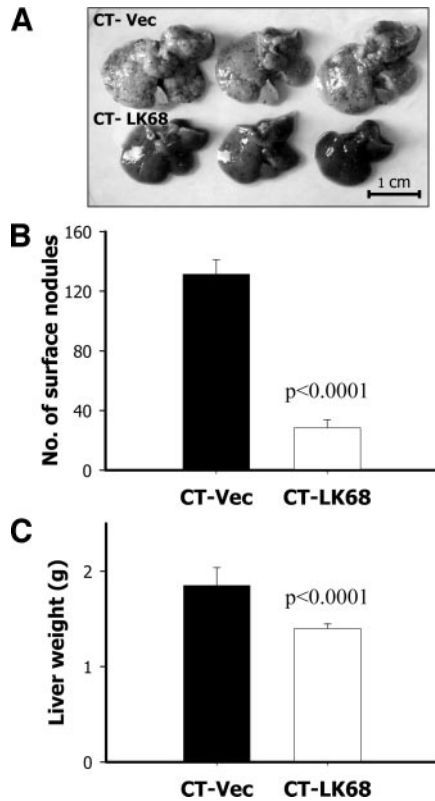 A
CT- Vec
CT- LK68
1 cm
B
No. of surface nodules
160
120
80
40
0
p<0.0001
CT-Vec CT-LK68
C
Liver weight (g)
2
1
0
p<0.0001
CT-Vec CT-LK68